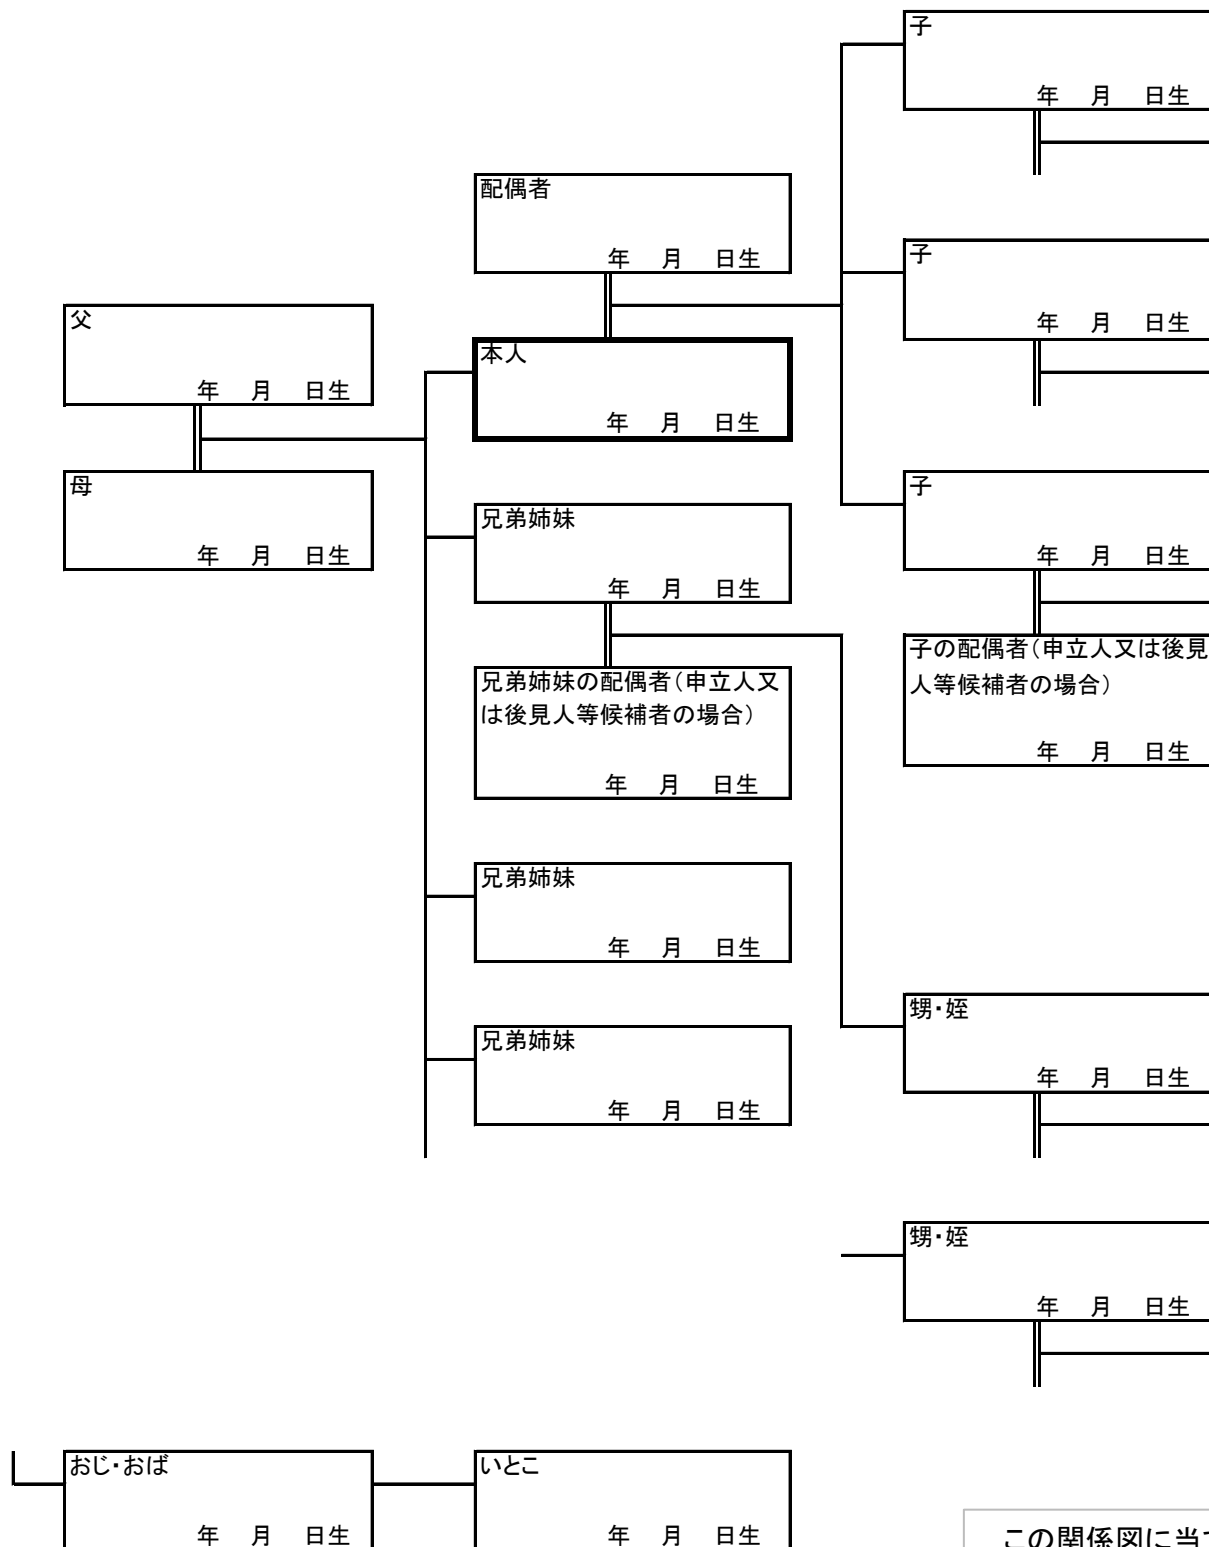 子
年 月 日生
配偶者
年 月 日生
子
年 月 日生
父
年 月 日生
本人
年 月 日生
母
年 月 日生
兄弟姉妹
年 月 日生
子
年 月 日生
兄弟姉妹の配偶者（申立人又
は後見人等候補者の場合）
年 月 日生
子の配偶者（申立人又は後見
人等候補者の場合）
年 月 日生
兄弟姉妹
年 月 日生
兄弟姉妹
年 月 日生
甥・姪
年 月 日生
甥・姪
年 月 日生
おじ・おば
年 月 日生
いとこ
年 月 日生
この関係図に当